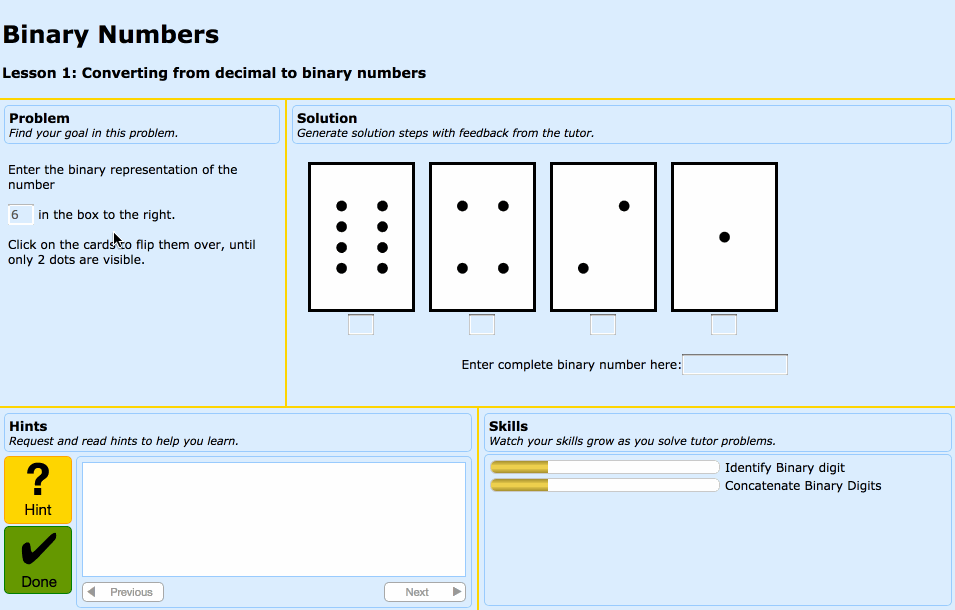 Binary Numbers
Lesson 1: Converting from decimal to binary numbers
Problem
Find your goal in this problem.
Enter the binary representation of the
number
6 in the box to the right.
Click on the cards to flip them over, until
only 2 dots are visible.
Solution
Generate solution steps with feedback from the tutor.
Enter complete binary number here:
Hints
Request and read hints to help you learn.
?
Hint
Done
Previous
Next
Skills
Watch your skills grow as you solve tutor problems.
Identify Binary digit
Concatenate Binary Digits